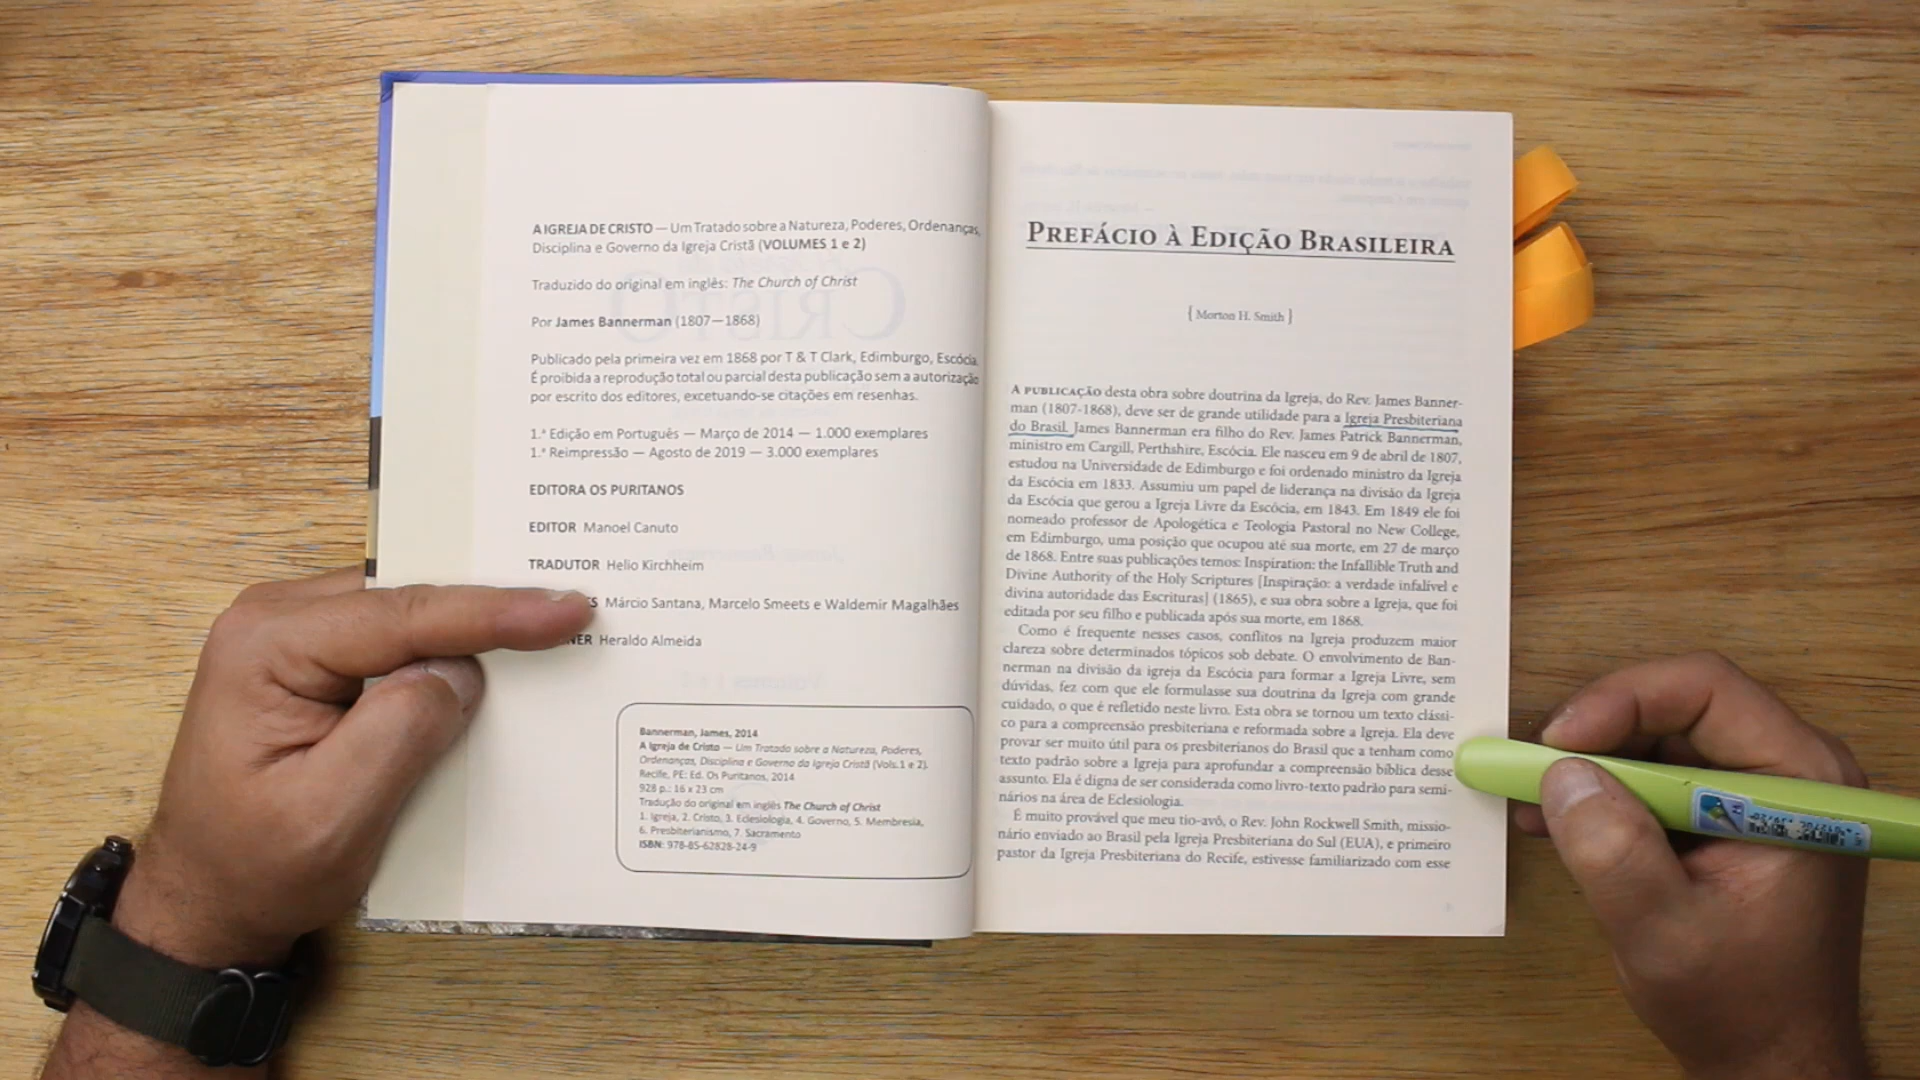 A IGREJA DE CRISTO — Um Tratado sobre a Natureza, Poderes, Ordenanças,
Disciplina e Governo da Igreja Cristã (VOLUMES 1 e 2)
Traduzido do original em inglês: The Church of Christ
Por James Bannerman (1807—1868)
Publicado pela primeira vez em 1868 por T & T Clark, Edimburgo, Escócia.
É proibida a reprodução total ou parcial desta publicação sem a autorização
por escrito dos editores, excetuando-se citações em resenhas.
1.ª Edição em Português — Março de 2014 — 1.000 exemplares
1.ª Reimpressão — Agosto de 2019 — 3.000 exemplares
EDITORA OS PURITANOS
EDITOR Manoel Canuto
TRADUTOR Helio Kirchheim
Márcio Santana, Marcelo Smeets e Waldemir Magalhães
Heraldo Almeida
Bannerman, James, 2014
A Igreja de Cristo — Um Tratado sobre a Natureza, Poderes,
Ordenanças, Disciplina e Governo da Igreja Cristã (Vols.1 e 2).
Recife, PE: Ed. Os Puritanos, 2014
928 p.: 16 x 23 cm
Tradução do original em inglês The Church of Christ
1. Igreja, 2. Cristo, 3. Eclesiologia, 4. Governo, 5. Membresia,
6. Presbiterianismo, 7. Sacramento
ISBN: 978-85-62828-24-9
PREFÁCIO À EDIÇÃO BRASILEIRA
{ Morton H. Smith }
A PUBLICAÇÃO desta obra sobre doutrina da Igreja, do Rev. James Banner-
man (1807-1868), deve ser de grande utilidade para a Igreja Presbiteriana
do Brasil. James Bannerman era filho do Rev. James Patrick Bannerman,
ministro em Cargill, Perthshire, Escócia. Ele nasceu em 9 de abril de 1807,
estudou na Universidade de Edimburgo e foi ordenado ministro da Igreja
da Escócia em 1833. Assumiu um papel de liderança na divisão da Igreja
da Escócia que gerou a Igreja Livre da Escócia, em 1843. Em 1849 ele foi
nomeado professor de Apologética e Teologia Pastoral no New College,
em Edimburgo, uma posição que ocupou até sua morte, em 27 de março
de 1868. Entre suas publicações temos: Inspiration: the Infallible Truth and
Divine Authority of the Holy Scriptures [Inspiração: a verdade infalível e
divina autoridade das Escrituras] (1865), e sua obra sobre a Igreja, que foi
editada por seu filho e publicada após sua morte, em 1868.
Como é frequente nesses casos, conflitos na Igreja produzem maior
clareza sobre determinados tópicos sob debate. O envolvimento de Ban-
nerman na divisão da igreja da Escócia para formar a Igreja Livre, sem
dúvidas, fez com que ele formulasse sua doutrina da Igreja com grande
cuidado, o que é refletido neste livro. Esta obra se tornou um texto clássi-
co para a compreensão presbiteriana e reformada sobre a Igreja. Ela deve
provar ser muito útil para os presbiterianos do Brasil que a tenham como
texto padrão sobre a Igreja para aprofundar a compreensão bíblica desse
assunto. Ela é digna de ser considerada como livro-texto padrão para semi-
nários na área de Eclesiologia.
É muito provável que meu tio-avô, o Rev. John Rockwell Smith, missio-
nário enviado ao Brasil pela Igreja Presbiteriana do Sul (EUA), e primeiro
pastor da Igreja Presbiteriana do Recife, estivesse familiarizado com esse